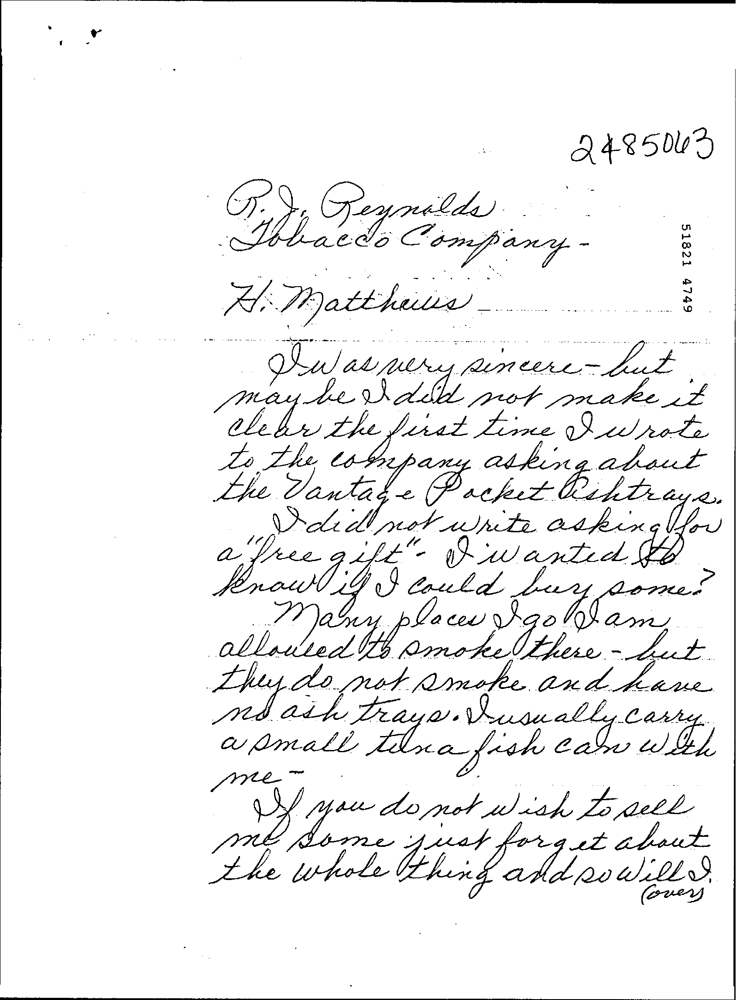 2485063
R. J. Reynolds
Tobacco Company -
51821 4749
H. Matthews
I was very sincere - but
may be I did not make it
clear the first time I wrote
to the company asking about
the Vantage Pocket Ashtrays.
I did not write asking for
a "free gift" - I wanted to
know if I could buy some?
Many places I go I am
allowed to smoke there - but
they do not smoke and have
no ash trays. I usually carry
a small tuna fish can with
me -
If you do not wish to sell
me some just forget about
the whole thing and so will I.
(over)